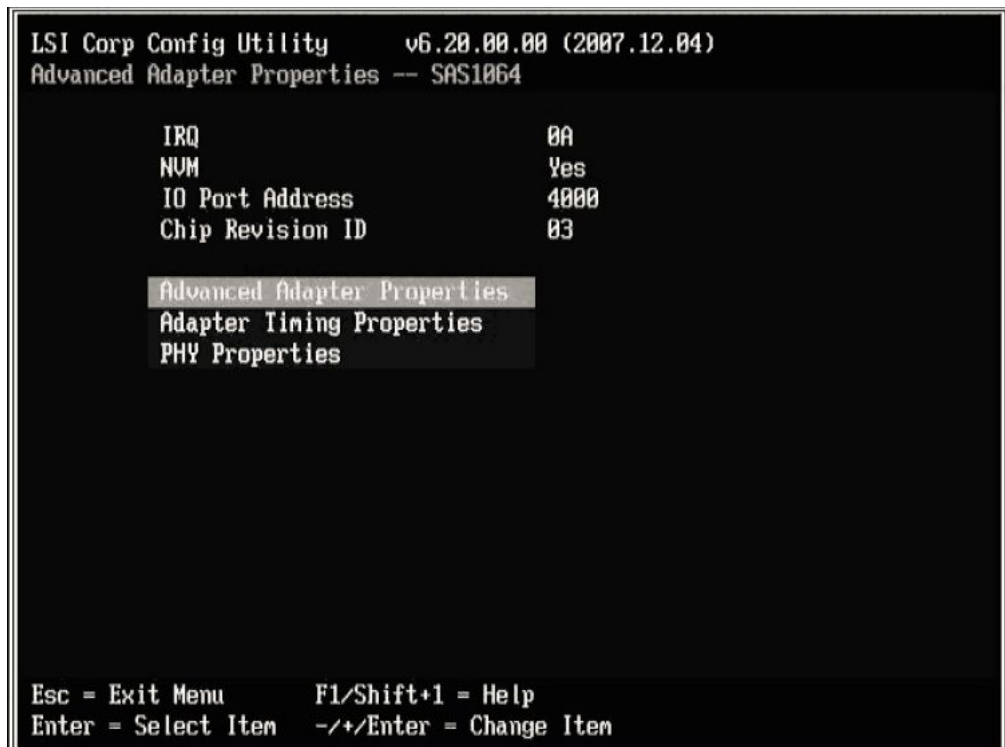 LSI Corp Config Utility v6.20.00.00 (2007.12.04)
Advanced Adapter Properties -- SAS1064
IRQ 0A
NVM Yes
IO Port Address 4000
Chip Revision ID 03
Advanced Adapter Properties
Adapter Timing Properties
PHY Properties
Esc = Exit Menu F1/Shift+1 = Help
Enter = Select Item -/+/Enter = Change Item